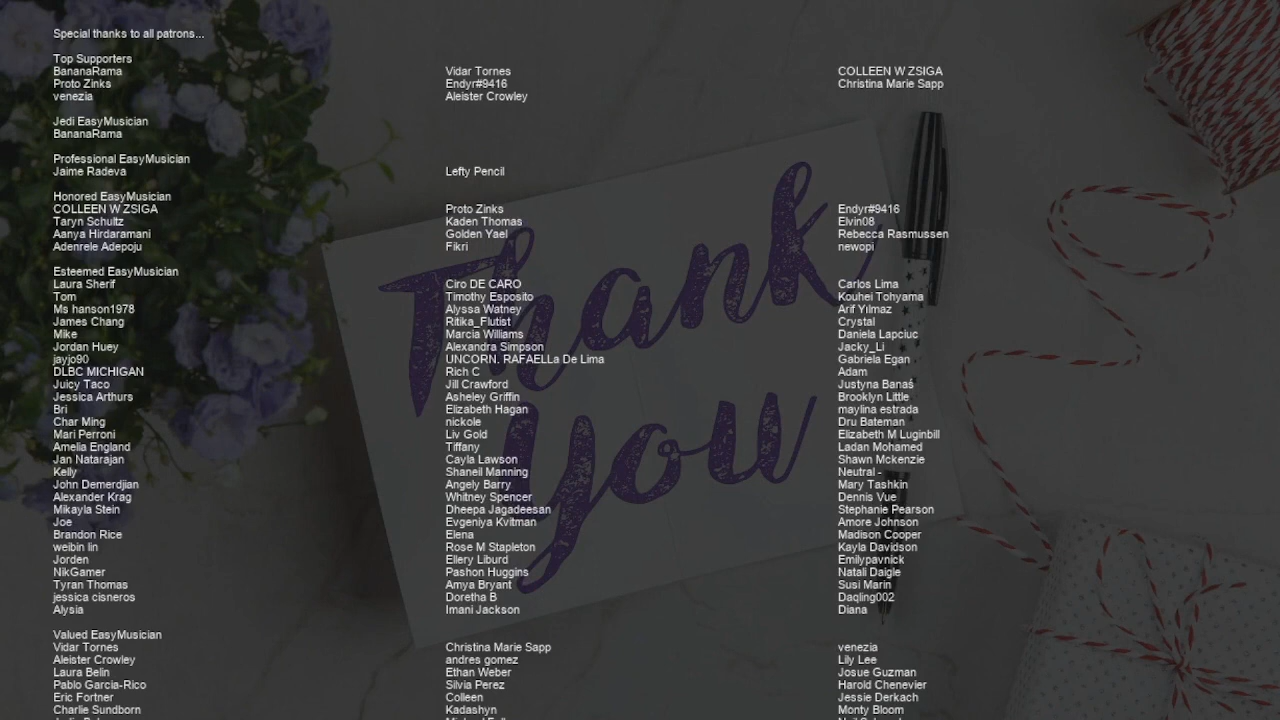 Special thanks to all patrons...
Top Supporters
BananaRama Vidar Tornes COLLEEN W ZSIGA
Proto Zinks Endyr#9416 Christina Marie Sapp
venezia Aleister Crowley
Jedi EasyMusician
BananaRama
Professional EasyMusician
Jaime Radeva Lefty Pencil
Honored EasyMusician
COLLEEN W ZSIGA Proto Zinks Endyr#9416
Taryn Schultz Kaden Thomas Elvin08
Aanya Hirdaramani Golden Yael Rebecca Rasmussen
Adenrele Adepoju Fikri newopi
Esteemed EasyMusician
Laura Sherif Ciro DE CARO Carlos Lima
Tom Timothy Esposito Kouhei Tohyama
Ms hanson1978 Alyssa Watney Arif Yılmaz
James Chang Ritika_Flutist Crystal
Mike Marcia Williams Daniela Lapciuc
Jordan Huey Alexandra Simpson Jacky_Li
jayjo90 UNCORN. RAFAELLa De Lima Gabriela Egan
DLBC MICHIGAN Rich C Adam
Juicy Taco Jill Crawford Justyna Banaś
Jessica Arthurs Asheley Griffin Brooklyn Little
Bri Elizabeth Hagan maylina estrada
Char Ming nickole Dru Bateman
Mari Perroni Liv Gold Elizabeth M Luginbill
Amelia England Tiffany Ladan Mohamed
Jan Natarajan Cayla Lawson Shawn Mckenzie
Kelly Shaneil Manning Neutral -
John Demerdjian Angely Barry Mary Tashkin
Alexander Krag Whitney Spencer Dennis Vue
Mikayla Stein Dheepa Jagadeesan Stephanie Pearson
Joe Evgeniya Kvitman Amore Johnson
Brandon Rice Elena Madison Cooper
weibin lin Rose M Stapleton Kayla Davidson
Jorden Ellery Liburd Emilypavnick
NikGamer Pashon Huggins Natali Daigle
Tyran Thomas Amya Bryant Susi Marin
jessica cisneros Doretha B Daqling002
Alysia Imani Jackson Diana
Valued EasyMusician
Vidar Tornes Christina Marie Sapp venezia
Aleister Crowley andres gomez Lily Lee
Laura Belin Ethan Weber Josue Guzman
Pablo Garcia-Rico Silvia Perez Harold Chenevier
Eric Fortner Colleen Jessie Derkach
Charlie Sundborn Kadashyn Monty Bloom
Thank
you